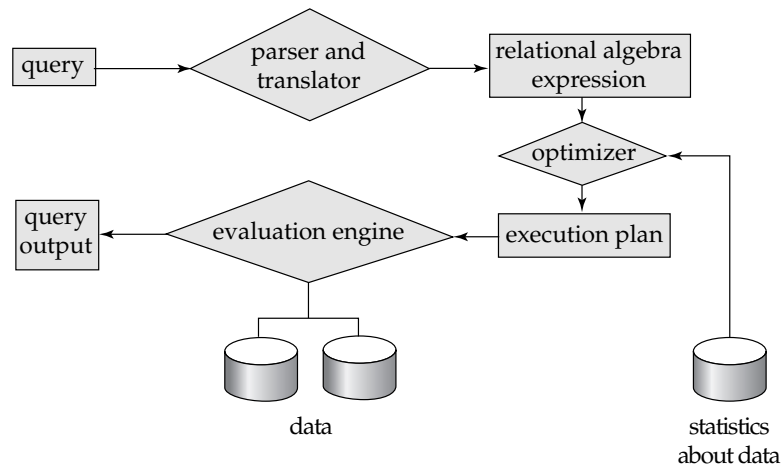 query
parser and
translator
relational algebra
expression
optimizer
query
output
evaluation engine
execution plan
data
statistics
about data